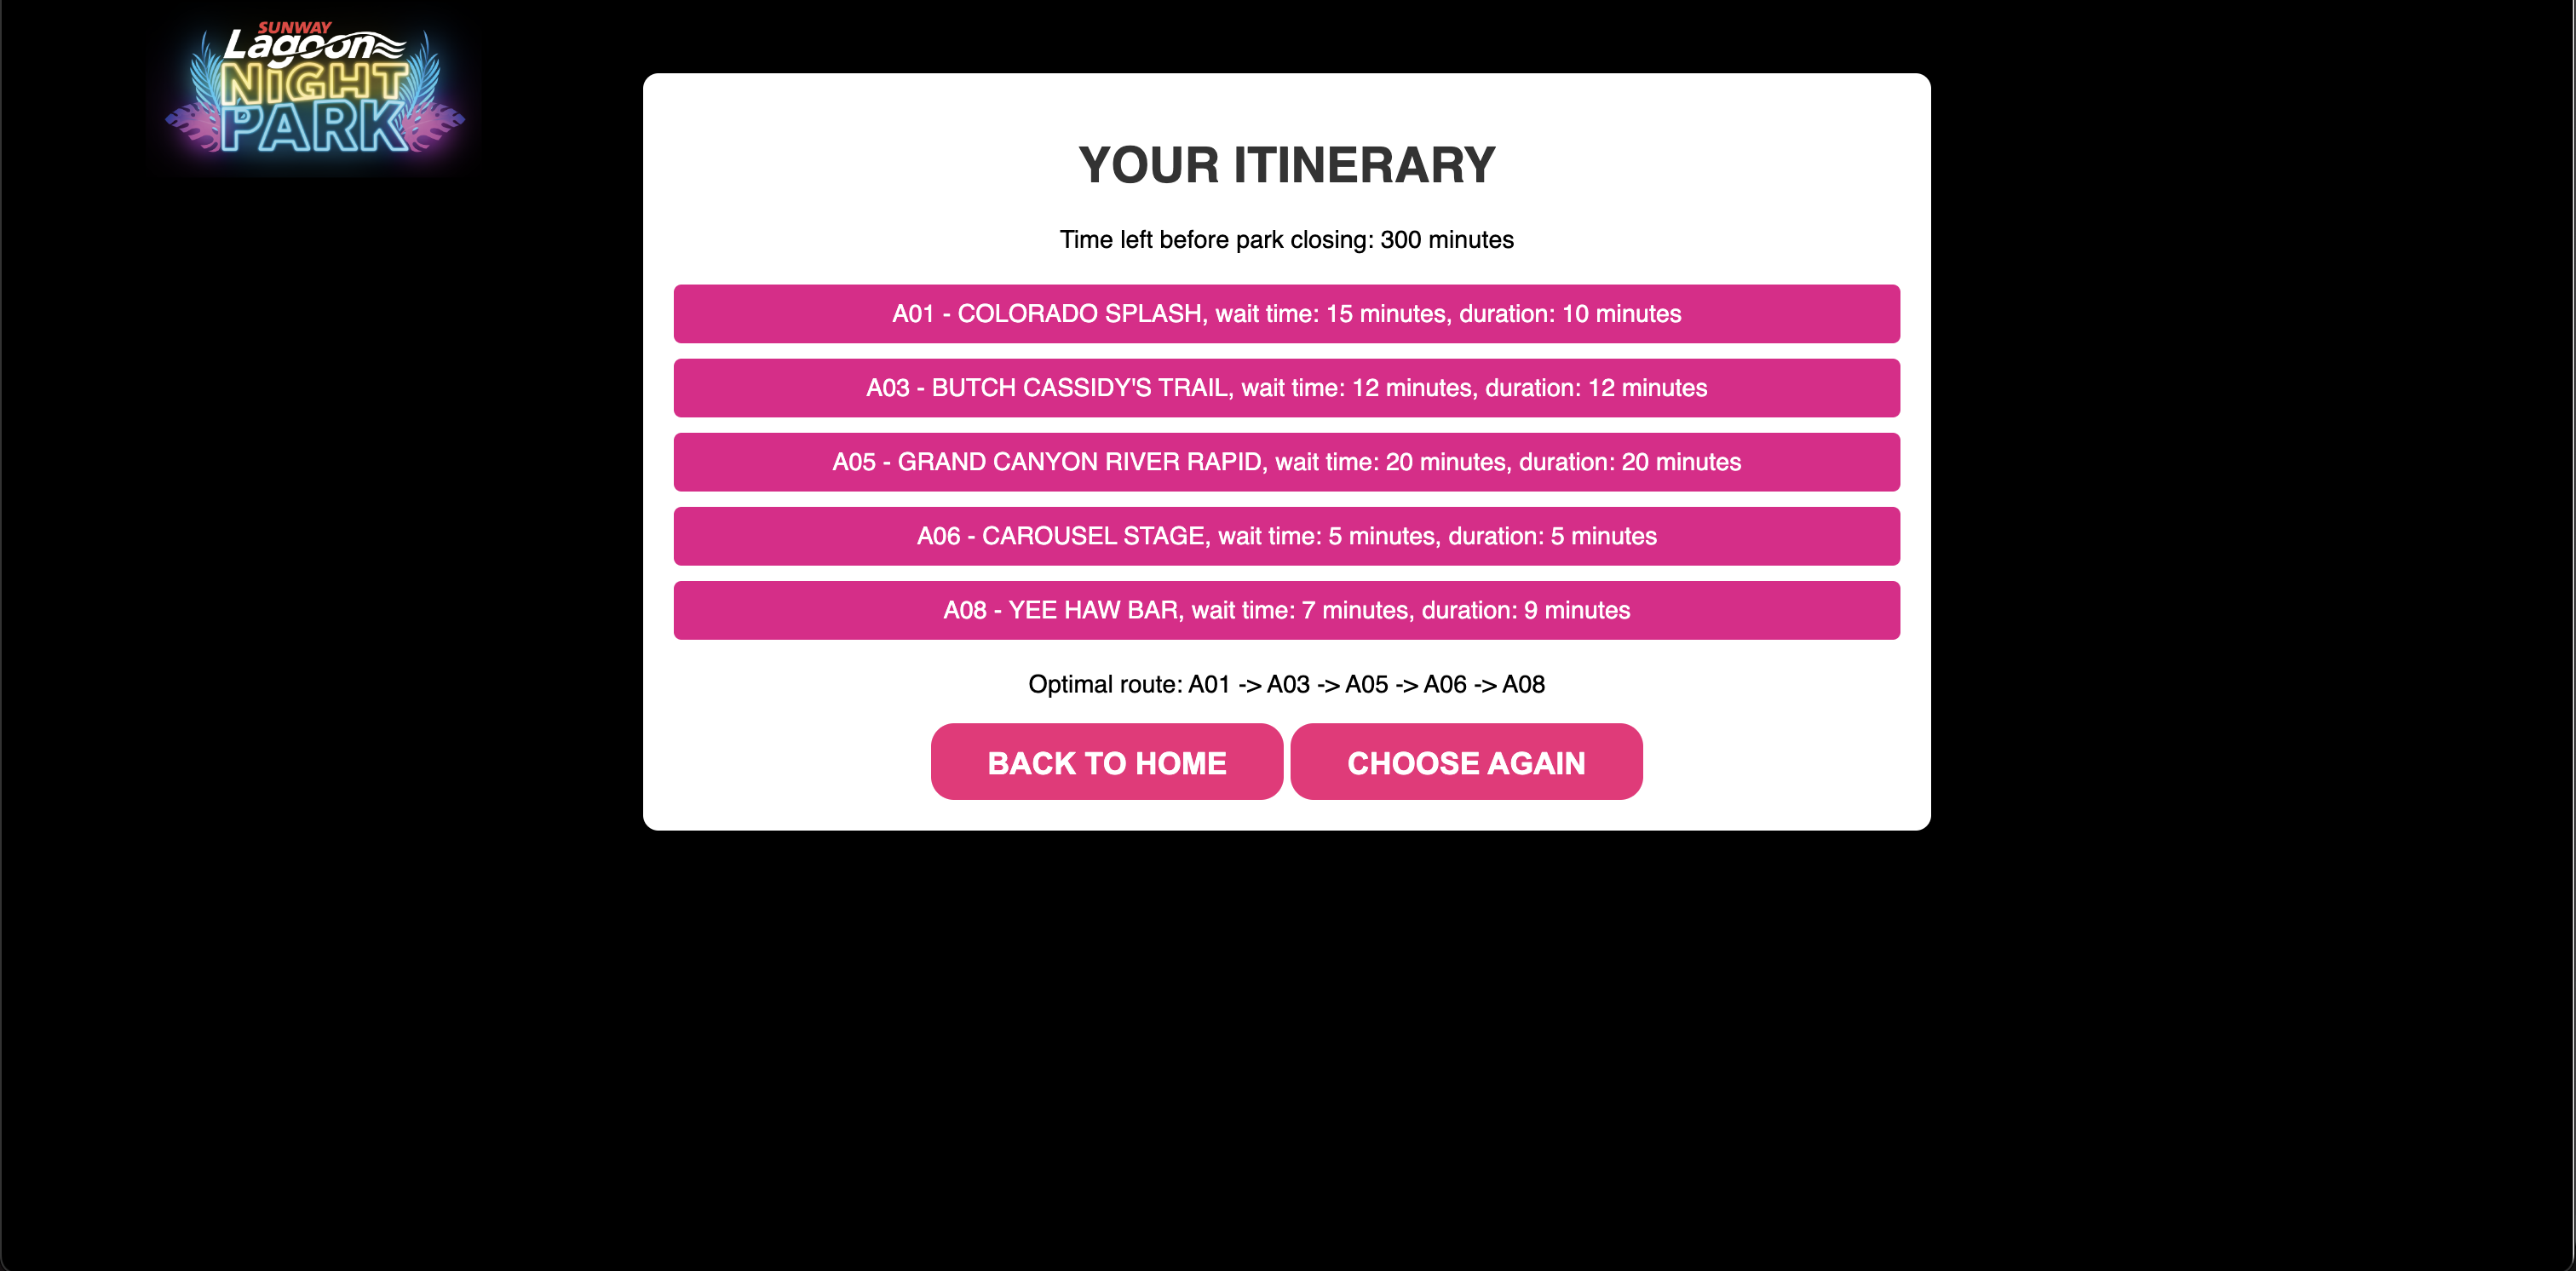 SUNWAY
Lagoon
NIGHT
PARK
YOUR ITINERARY
Time left before park closing: 300 minutes
A01 - COLORADO SPLASH, wait time: 15 minutes, duration: 10 minutes
A03 - BUTCH CASSIDY'S TRAIL, wait time: 12 minutes, duration: 12 minutes
A05 - GRAND CANYON RIVER RAPID, wait time: 20 minutes, duration: 20 minutes
A06 - CAROUSEL STAGE, wait time: 5 minutes, duration: 5 minutes
A08 - YEE HAW BAR, wait time: 7 minutes, duration: 9 minutes
Optimal route: A01 -> A03 -> A05 -> A06 -> A08
BACK TO HOME
CHOOSE AGAIN